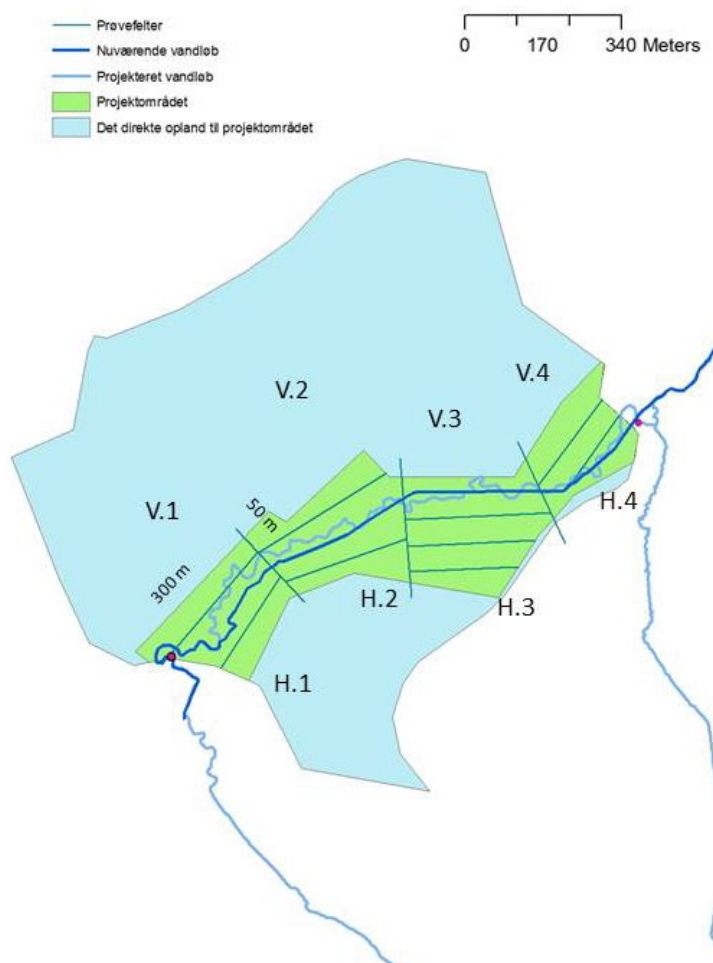 Prøvefelter
Nuværende vandløb
Projekteret vandløb
Projektområdet
Det direkte opland til projektområdet
0 170 340 Meters
V.4
V.2
V.3
V.1
50 m
H.4
300 m
H.2
H.3
H.1